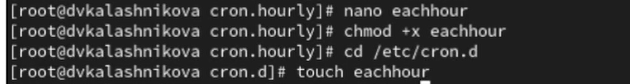 [root@dvkalashnikova cron.hourly]# nano eachhour
[root@dvkalashnikova cron.hourly]# chmod +x eachhour
[root@dvkalashnikova cron.hourly]# cd /etc/cron.d
[root@dvkalashnikova cron.d]# touch eachhour